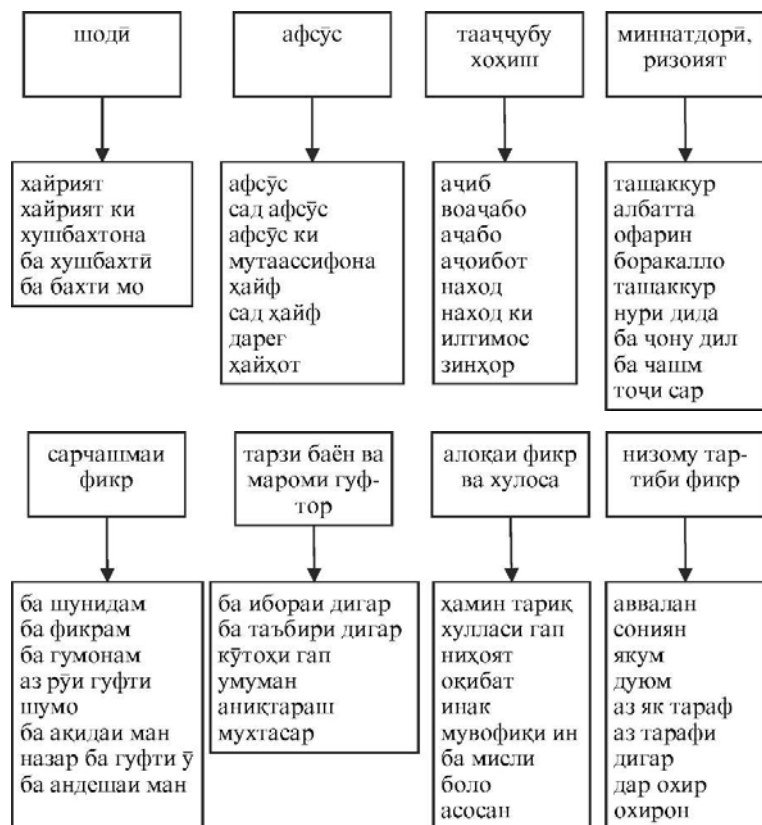 шодӣ
афсӯс
тааҷҷубу
хоҳиш
миннатдорӣ,
ризоият
хайрият
хайрият ки
хушбахтона
ба хушбахтӣ
ба бахти мо
афсӯс
сад афсӯс
афсӯс ки
мутаассифона
ҳайф
сад ҳайф
дареғ
ҳайҳот
аҷиб
воаҷабо
аҷабо
аҷоибот
наход
наход ки
илтимос
зинҳор
ташаккур
албатта
офарин
боракалло
ташаккур
нури дида
ба ҷону дил
ба чашм
тоҷи сар
сарчашмаи
фикр
тарзи баён ва
мароми гуф-
тор
алоқаи фикр
ва хулоса
низому тар-
тиби фикр
ба шунидам
ба фикрам
ба гумонам
аз рӯи гуфти
шумо
ба ақидаи ман
назар ба гуфти ӯ
ба андешаи ман
ба ибораи дигар
ба таъбири дигар
кӯтоҳи гап
умуман
аниқтараш
мухтасар
ҳамин тариқ
хулласи гап
ниҳоят
оқибат
инак
мувофиқи ин
ба мисли
боло
асосан
аввалан
сониян
якум
дуюм
аз як тараф
аз тарафи
дигар
дар охир
охирон